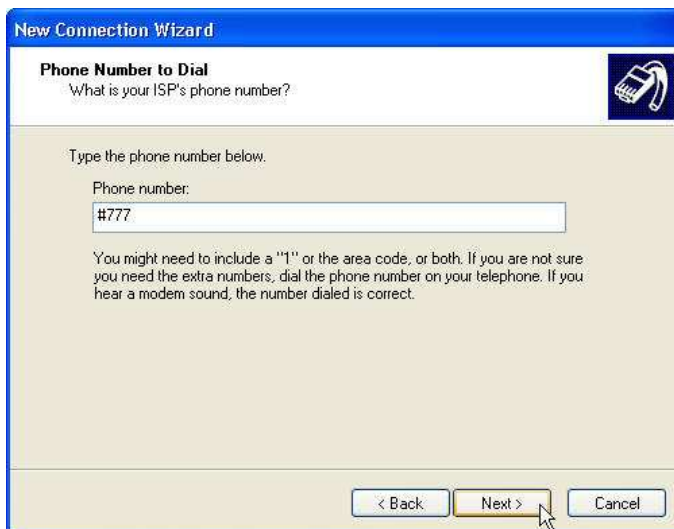 New Connection Wizard
Phone Number to Dial
What is your ISP's phone number?
Type the phone number below.
Phone number:
#777
You might need to include a "1" or the area code, or both. If you are not sure
you need the extra numbers, dial the phone number on your telephone. If you
hear a modem sound, the number dialed is correct.
< Back
Next >
Cancel